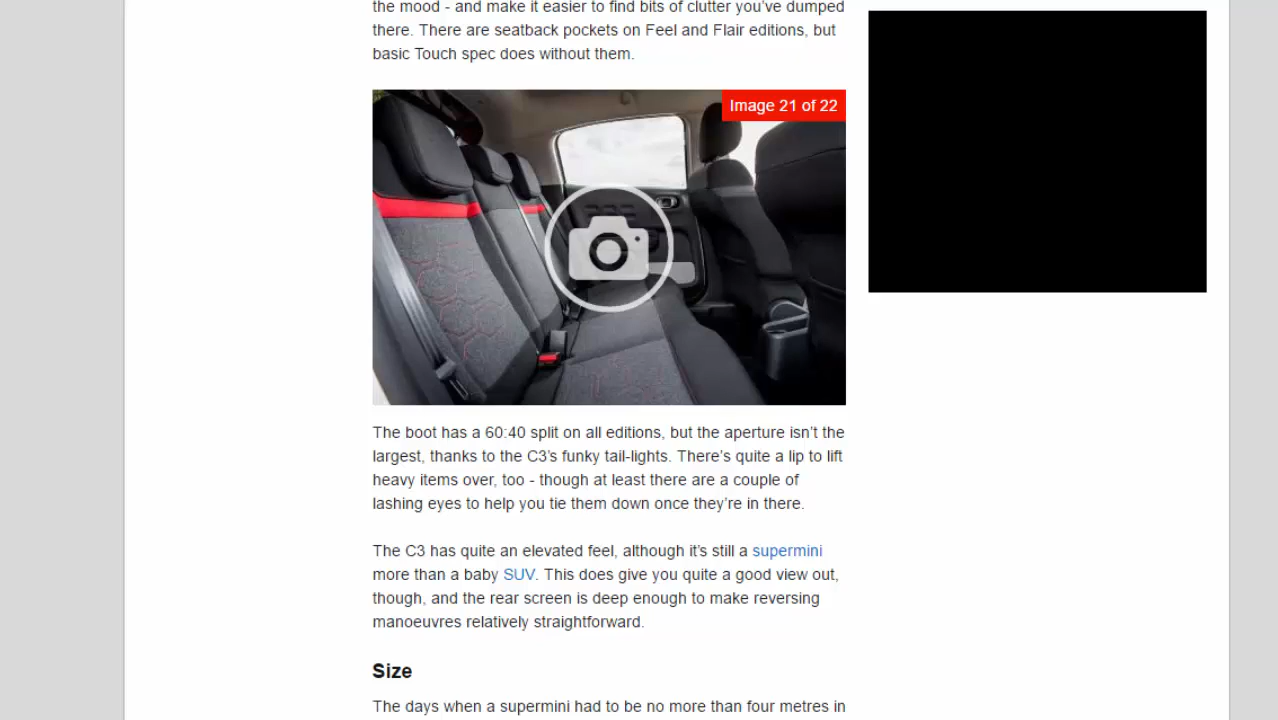 the mood - and make it easier to find bits of clutter you've dumped
there. There are seatback pockets on Feel and Flair editions, but
basic Touch spec does without them.
Image 21 of 22
The boot has a 60:40 split on all editions, but the aperture isn't the
largest, thanks to the C3's funky tail-lights. There's quite a lip to lift
heavy items over, too - though at least there are a couple of
lashing eyes to help you tie them down once they're in there.
The C3 has quite an elevated feel, although it's still a supermini
more than a baby SUV. This does give you quite a good view out,
though, and the rear screen is deep enough to make reversing
manoeuvres relatively straightforward.
Size
The days when a supermini had to be no more than four metres in